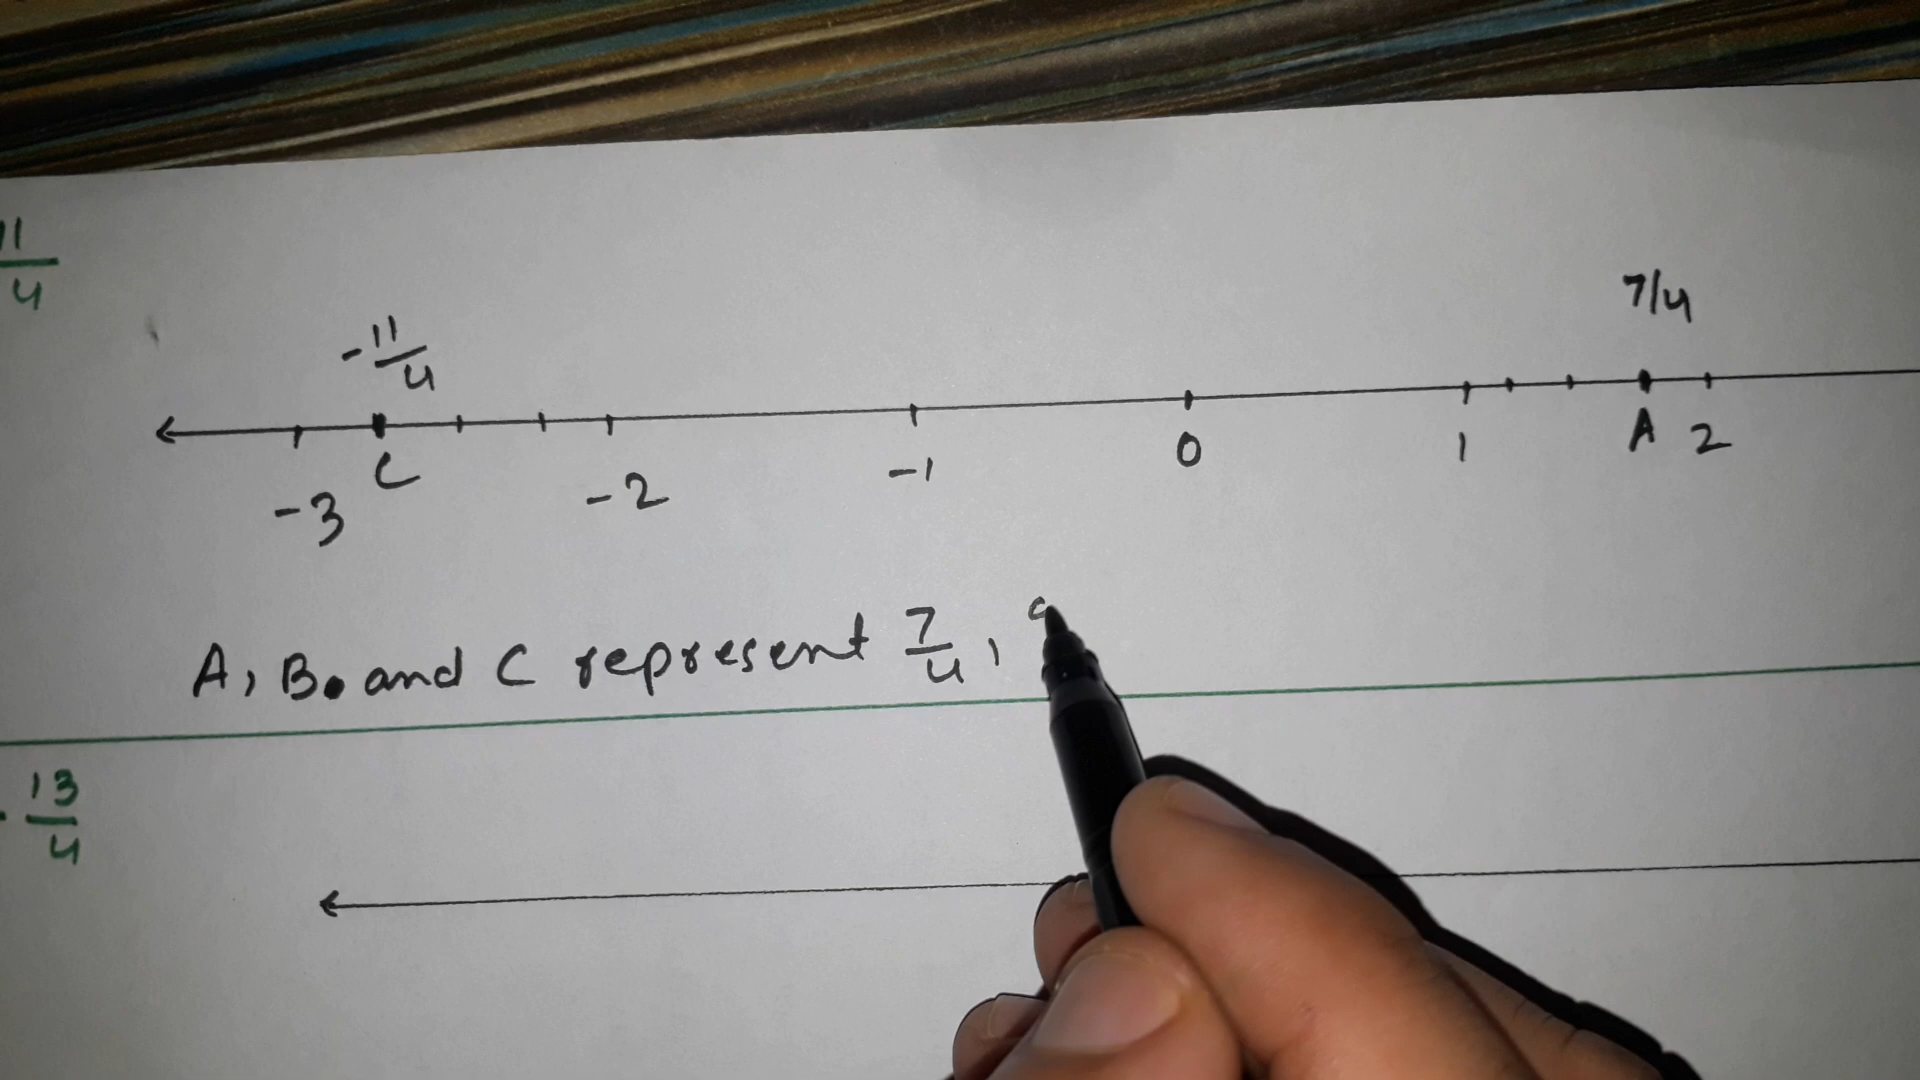 11/4
-11/4 7/4
-3 C -2 -1 0 1 A 2
A, B. and C represent 7/4,
13/4